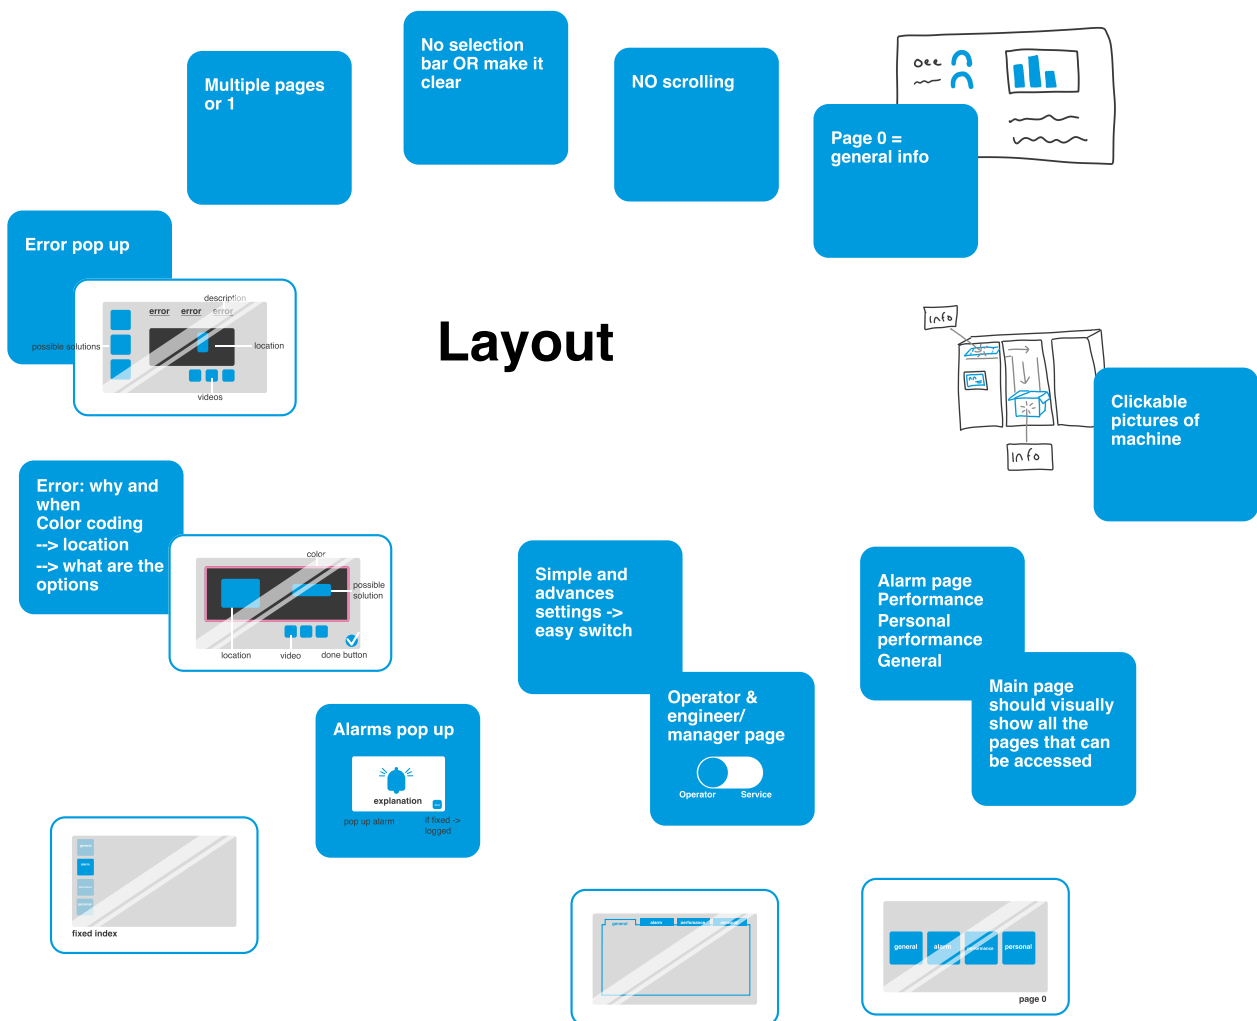 No selection
bar OR make it
clear
Multiple pages
or 1
NO scrolling
oee
Page 0 =
general info
Error pop up
description
error error error
possible solutions
location
videos
Layout
info
info
Clickable
pictures of
machine
Error: why and
when
Color coding
--> location
--> what are the
options
color
possible
solution
location
video
done button
Simple and
advances
settings ->
easy switch
Alarm page
Performance
Personal
performance
General
Operator &
engineer/
manager page
Operator
Service
Main page
should visually
show all the
pages that can
be accessed
Alarms pop up
explanation
pop up alarm
if fixed ->
logged
general
alarm
fixed index
general
alarm
performance
general
alarm
performance
personal
page 0